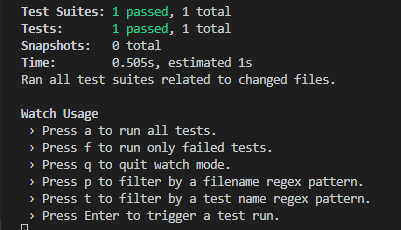 Test Suites: 1 passed, 1 total
Tests:       1 passed, 1 total
Snapshots:   0 total
Time:        0.505s, estimated 1s
Ran all test suites related to changed files.

Watch Usage
 › Press a to run all tests.
 › Press f to run only failed tests.
 › Press q to quit watch mode.
 › Press p to filter by a filename regex pattern.
 › Press t to filter by a test name regex pattern.
 › Press Enter to trigger a test run.